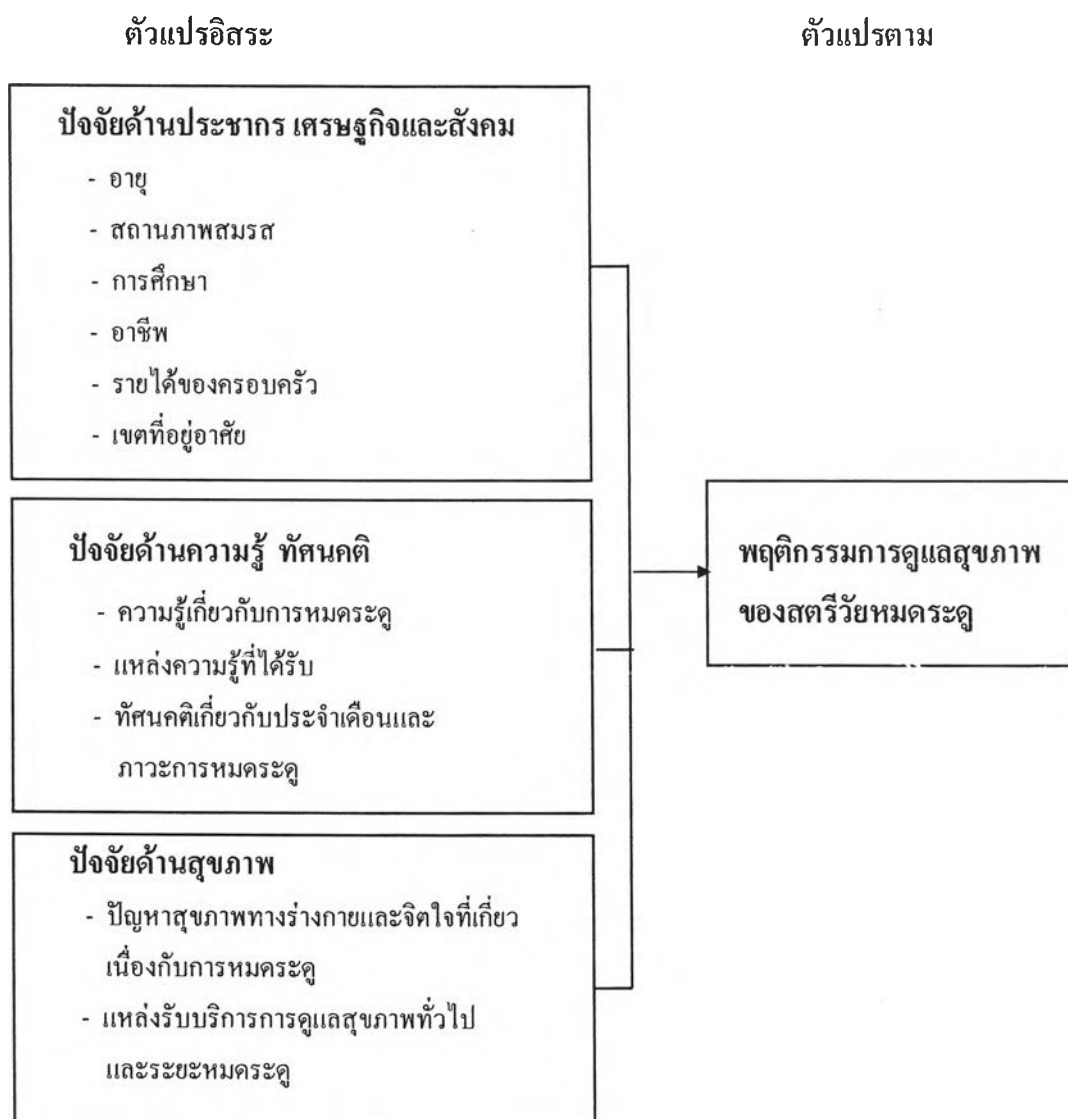 ตัวแปรอิสระ
ตัวแปรตาม
ปัจจัยด้านประชากร เศรษฐกิจและสังคม
- อายุ
- สถานภาพสมรส
- การศึกษา
- อาชีพ
- รายได้ของครอบครัว
- เขตที่อยู่อาศัย
ปัจจัยด้านความรู้ ทัศนคติ
- ความรู้เกี่ยวกับการหมดระดู
- แหล่งความรู้ที่ได้รับ
- ทัศนคติเกี่ยวกับประจำเดือนและ
ภาวะการหมดระดู
ปัจจัยด้านสุขภาพ
- ปัญหาสุขภาพทางร่างกายและจิตใจที่เกี่ยว
เนื่องกับการหมดระดู
- แหล่งรับบริการการดูแลสุขภาพทั่วไป
และระยะหมดระดู
พฤติกรรมการดูแลสุขภาพ
ของสตรีวัยหมดระดู